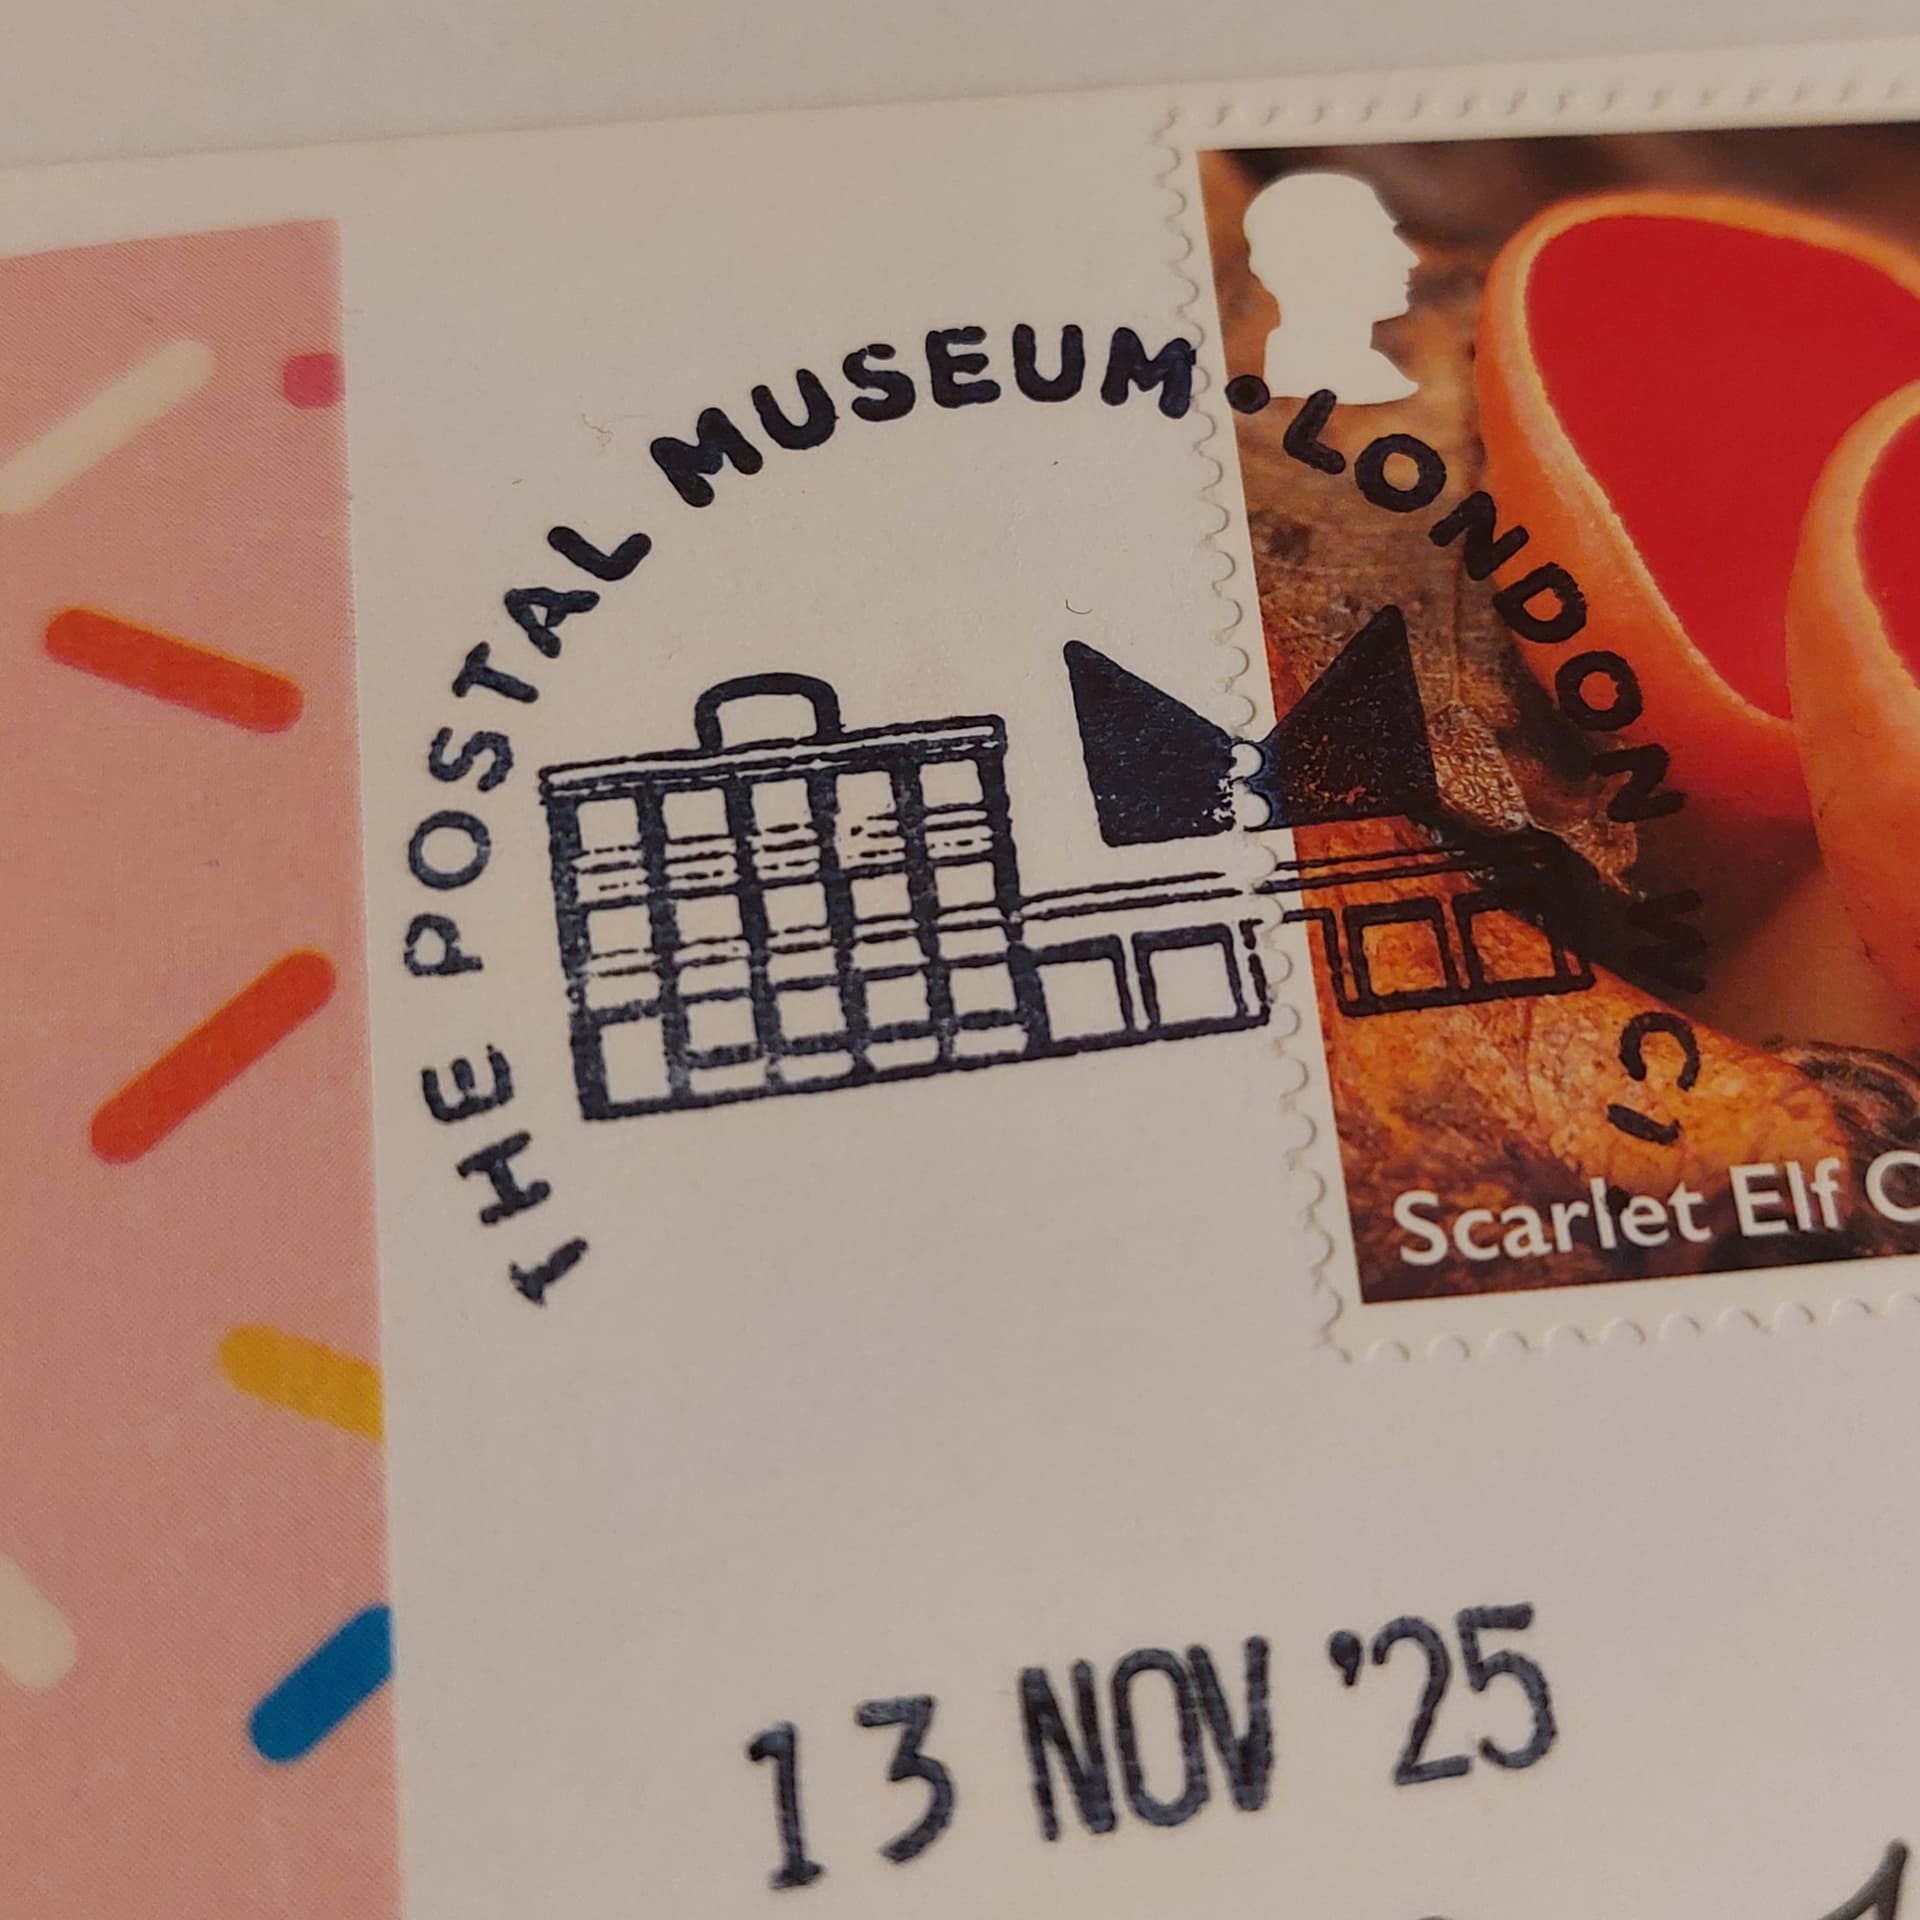 THE POSTAL MUSEUM • LONDON WC1
Scarlet Elf
13 NOV '25